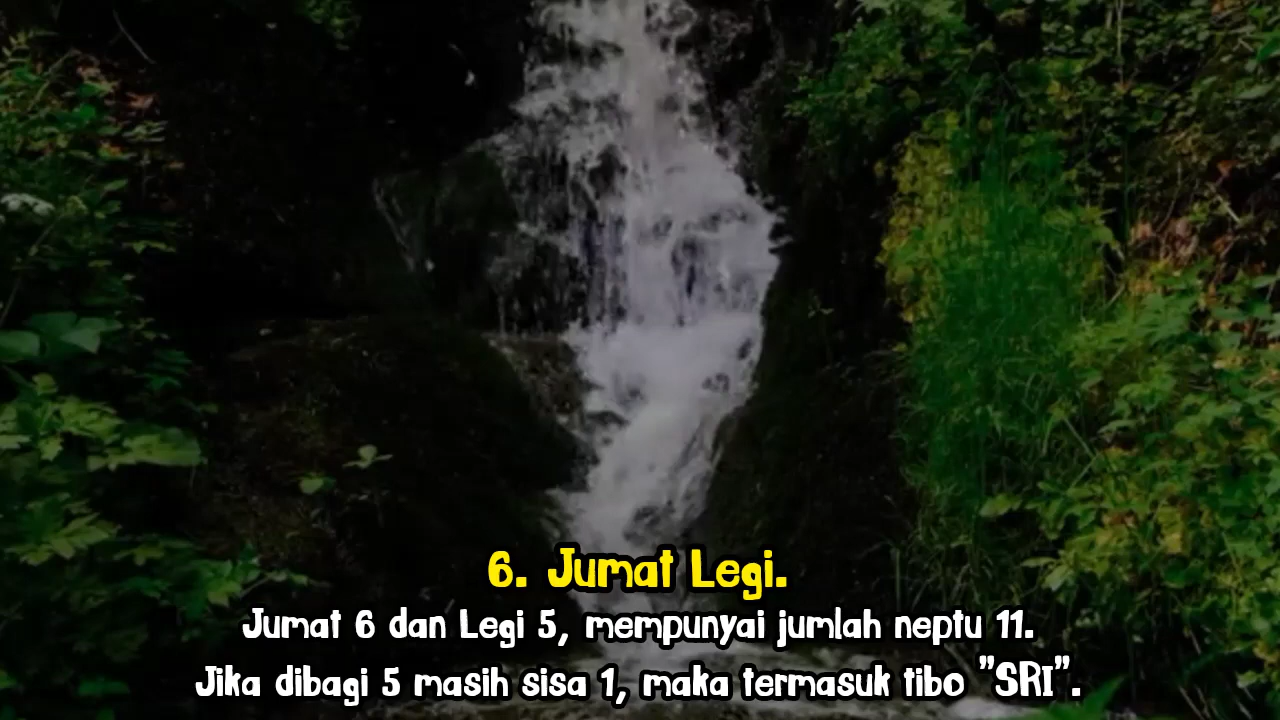 6. Jumat Legi.
Jumat 6 dan Legi 5, mempunyai jumlah neptu 11.
Jika dibagi 5 masih sisa 1, maka termasuk tibo "SRI".